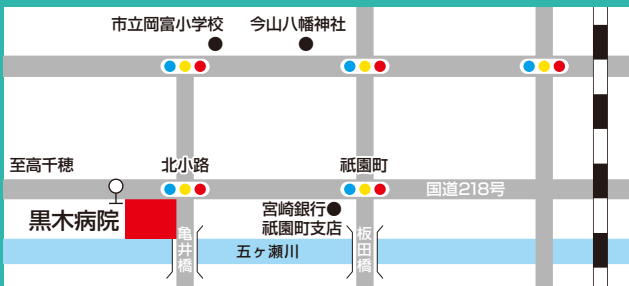 市立岡富小学校
今山八幡神社
至高千穂
北小路
祇園町
国道218号
黒木病院
宮崎銀行
祇園町支店
亀井橋
板田橋
五ヶ瀬川